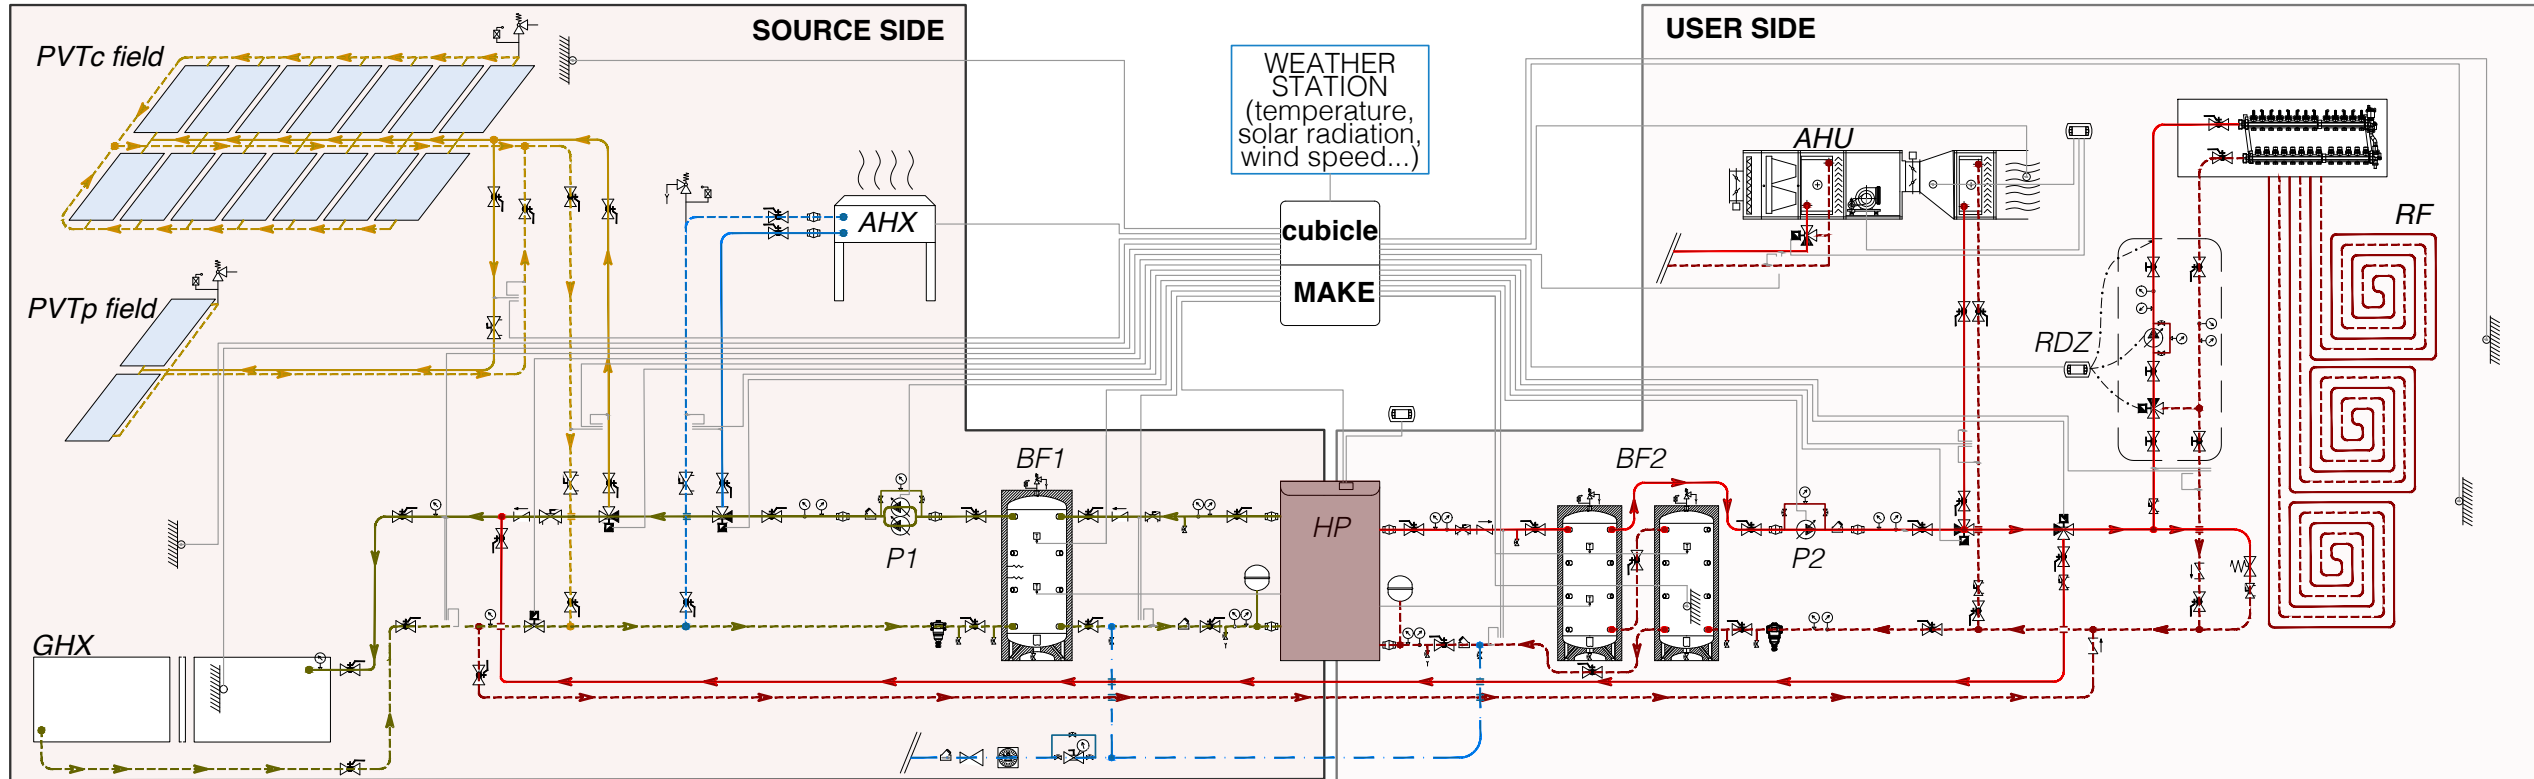 SOURCE SIDE
USER SIDE
PVTc field
WEATHER
STATION
(temperature,
solar radiation,
wind speed...)
AHU
AHX
cubicle
RF
MAKE
PVTp field
RDZ
BF1
BF2
HP
P1
P2
GHX
T
T
T
T
T